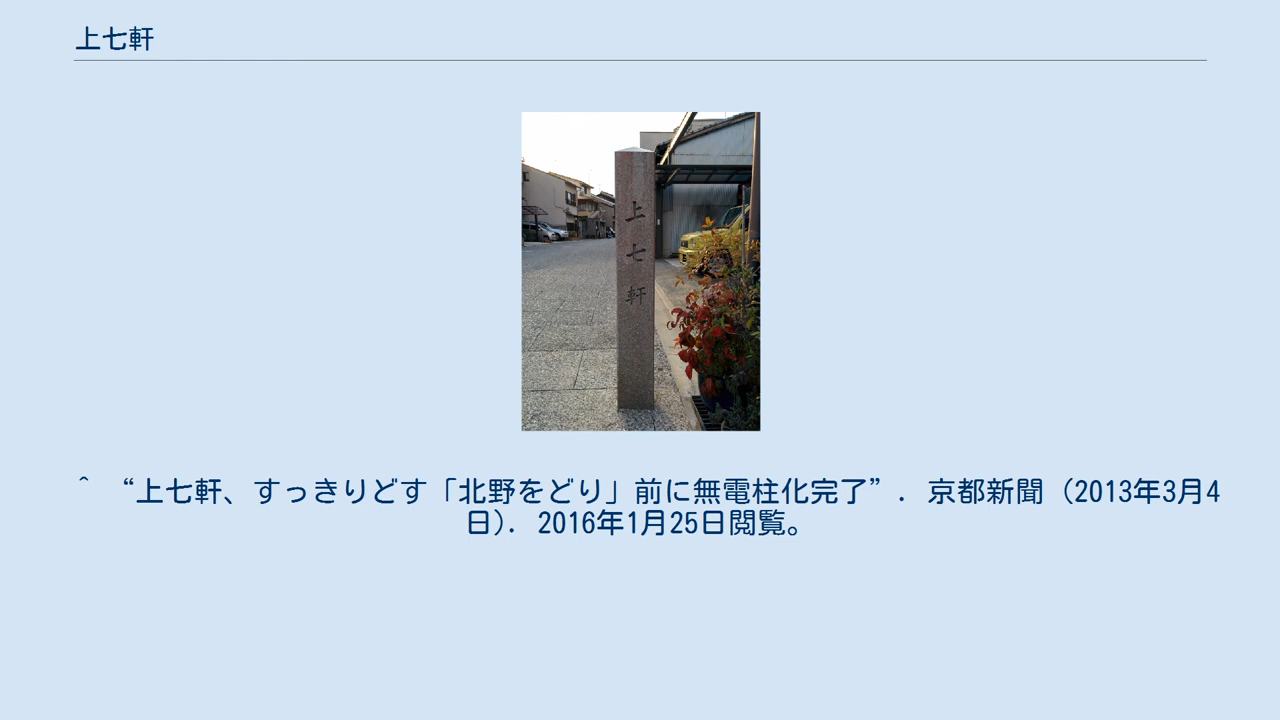 上七軒
上七軒
^ “上七軒、すっきりどす「北野をどり」前に無電柱化完了”. 京都新聞 (2013年3月4
日). 2016年1月25日閲覧。